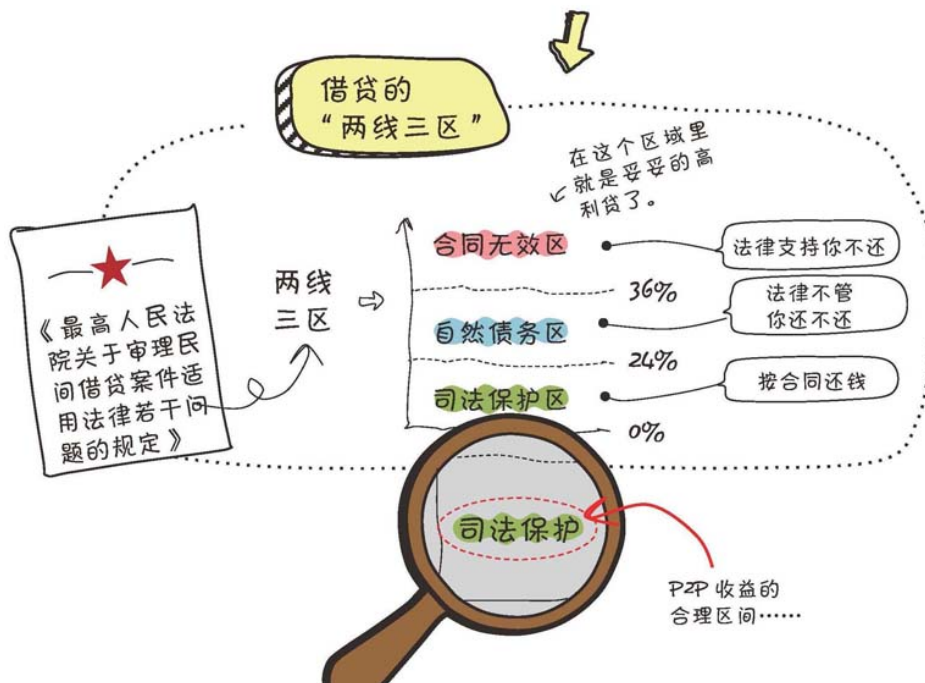 借贷的
“两线三区”
在这个区域里
就是妥妥的高
利贷了。
《最高人民法
院关于审理民
间借贷案件适
用法律若干问
题的规定》
两线
三区
合同无效区
法律支持你不还
36%
自然债务区
法律不管
你还不还
24%
司法保护区
按合同还钱
0%
司法保护
P2P 收益的
合理区间……